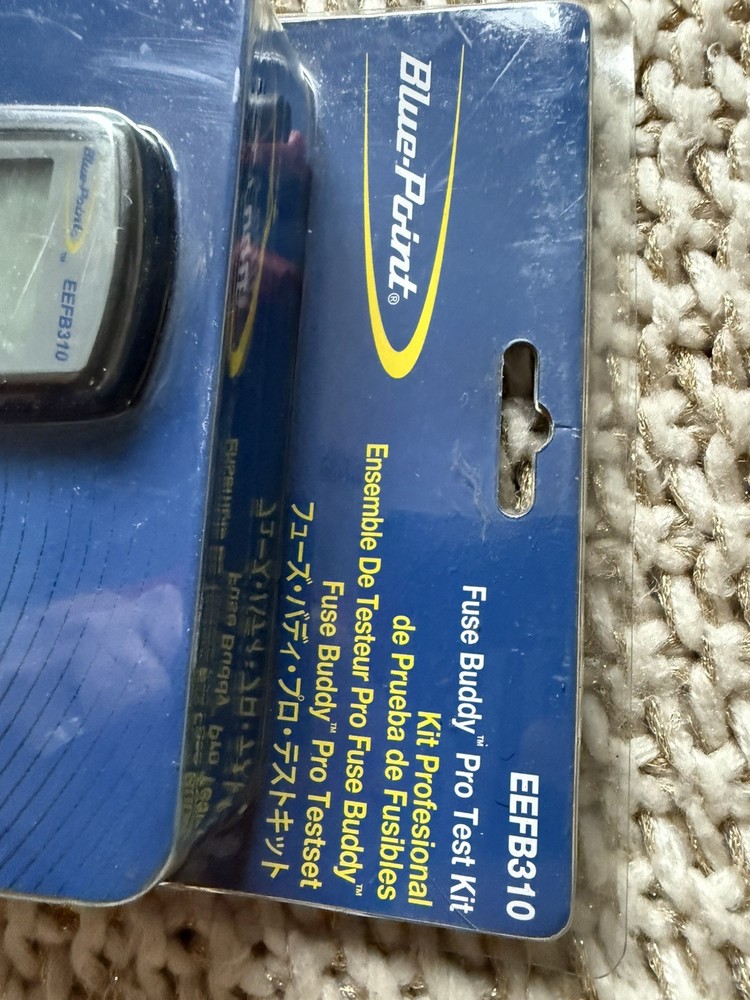 Blue-Point®
EEFB310
Fuse Buddy™ Pro Test Kit
Kit Profesional
de Prueba de Fusibles
Ensemble De Testeur Pro Fuse Buddy™
Fuse Buddy™ Pro Testset
フューズ・バディ・プロ・テストキット
Blue-Point™
EEFB310